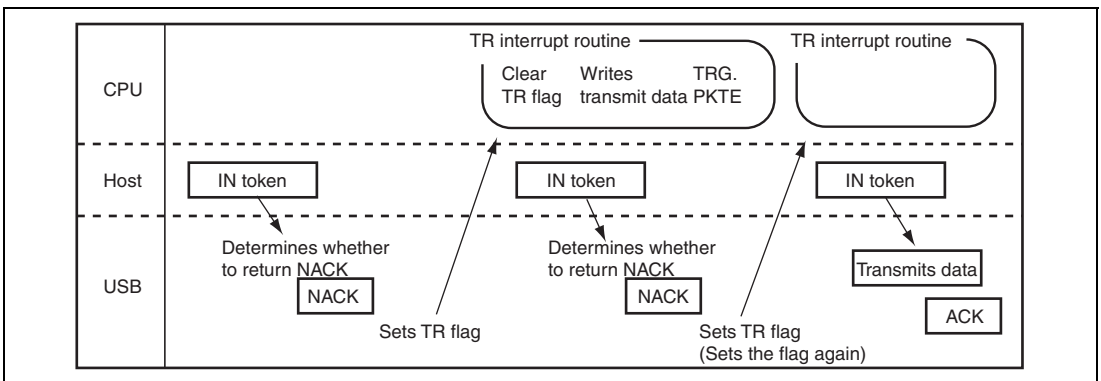 TR interrupt routine
TR interrupt routine
CPU
Clear Writes TRG.
TR flag transmit data PKTE
Host
IN token
IN token
IN token
USB
Determines whether
to return NACK
NACK
Sets TR flag
Determines whether
to return NACK
NACK
Sets TR flag
(Sets the flag again)
Transmits data
ACK